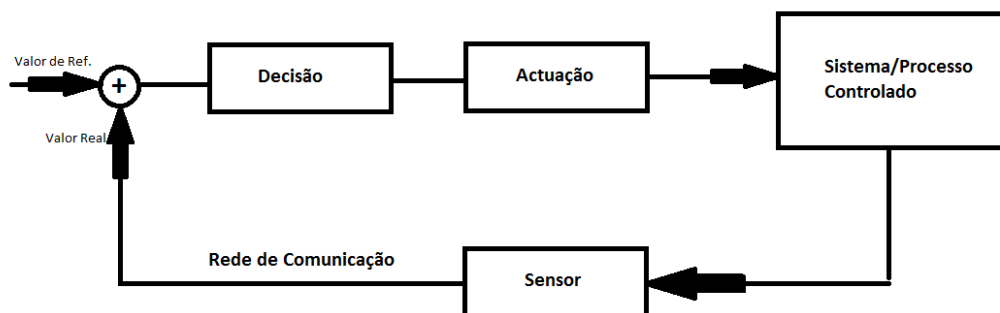 Valor de Ref.
+
Decisão
Actuação
Sistema/Processo
Controlado
Valor Real
Rede de Comunicação
Sensor